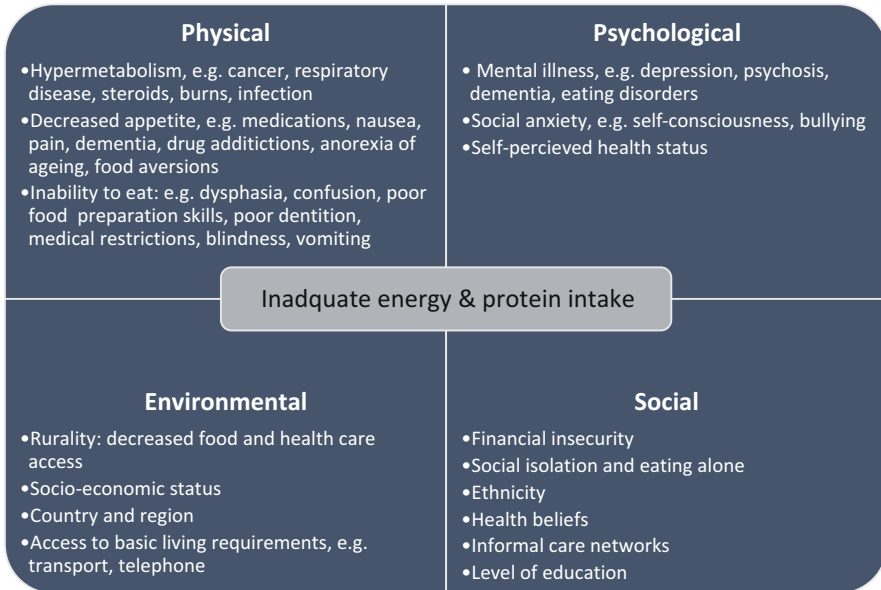 Physical
•Hypermetabolism, e.g. cancer, respiratory
disease, steroids, burns, infection
•Decreased appetite, e.g. medications, nausea,
pain, dementia, drug additictions, anorexia of
ageing, food aversions
•Inability to eat: e.g. dysphasia, confusion, poor
food preparation skills, poor dentition,
medical restrictions, blindness, vomiting
Psychological
• Mental illness, e.g. depression, psychosis,
dementia, eating disorders
•Social anxiety, e.g. self-consciousness, bullying
•Self-percieved health status
Inadquate energy & protein intake
Environmental
•Rurality: decreased food and health care
access
•Socio-economic status
•Country and region
•Access to basic living requirements, e.g.
transport, telephone
Social
•Financial insecurity
•Social isolation and eating alone
•Ethnicity
•Health beliefs
•Informal care networks
•Level of education